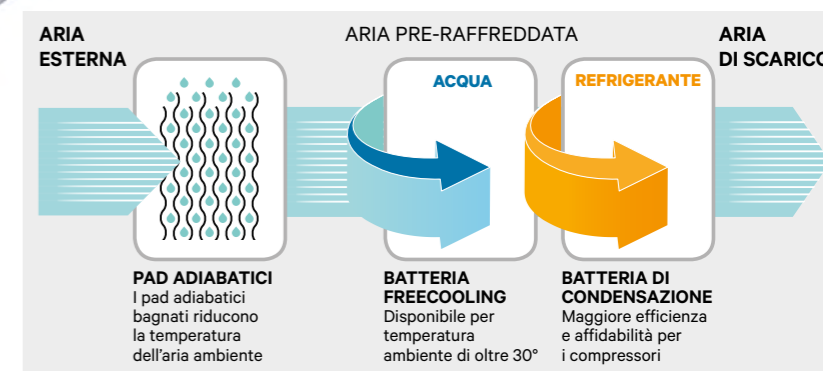 ARIA
ESTERNA
ARIA PRE-RAFFREDDATA
ARIA
DI SCARICO
ACQUA
REFRIGERANTE
PAD ADIABATICI
I pad adiabatici
bagnati riducono
la temperatura
dell'aria ambiente
BATTERIA
FREECOOLING
Disponibile per
temperatura
ambiente di oltre 30°
BATTERIA DI
CONDENSAZIONE
Maggiore efficienza
e affidabilità per
i compressori